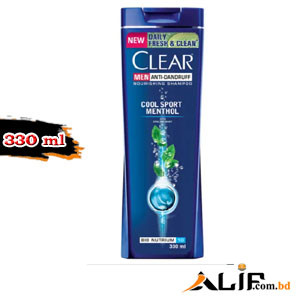 NEW
DAILY
FRESH & CLEAN
CLEAR
MEN ANTI-DANDRUFF
NOURISHING SHAMPOO
COOL SPORT
MENTHOL
330 ml
BIO NUTRIUM
330 ml
ALIF.com.bd